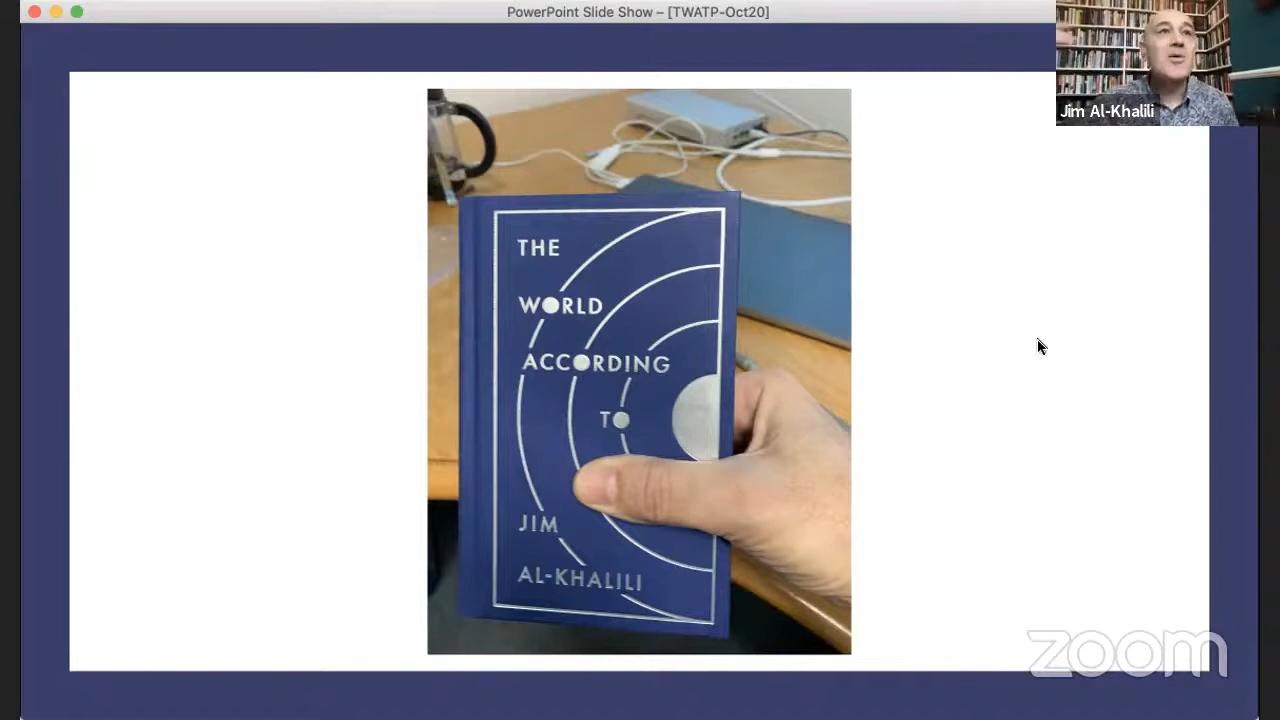 PowerPoint Slide Show – [TWATP-Oct20]
Jim Al-Khalili
THE
WORLD
ACCORDING
TO
JIM
AL-KHALILI
zoom